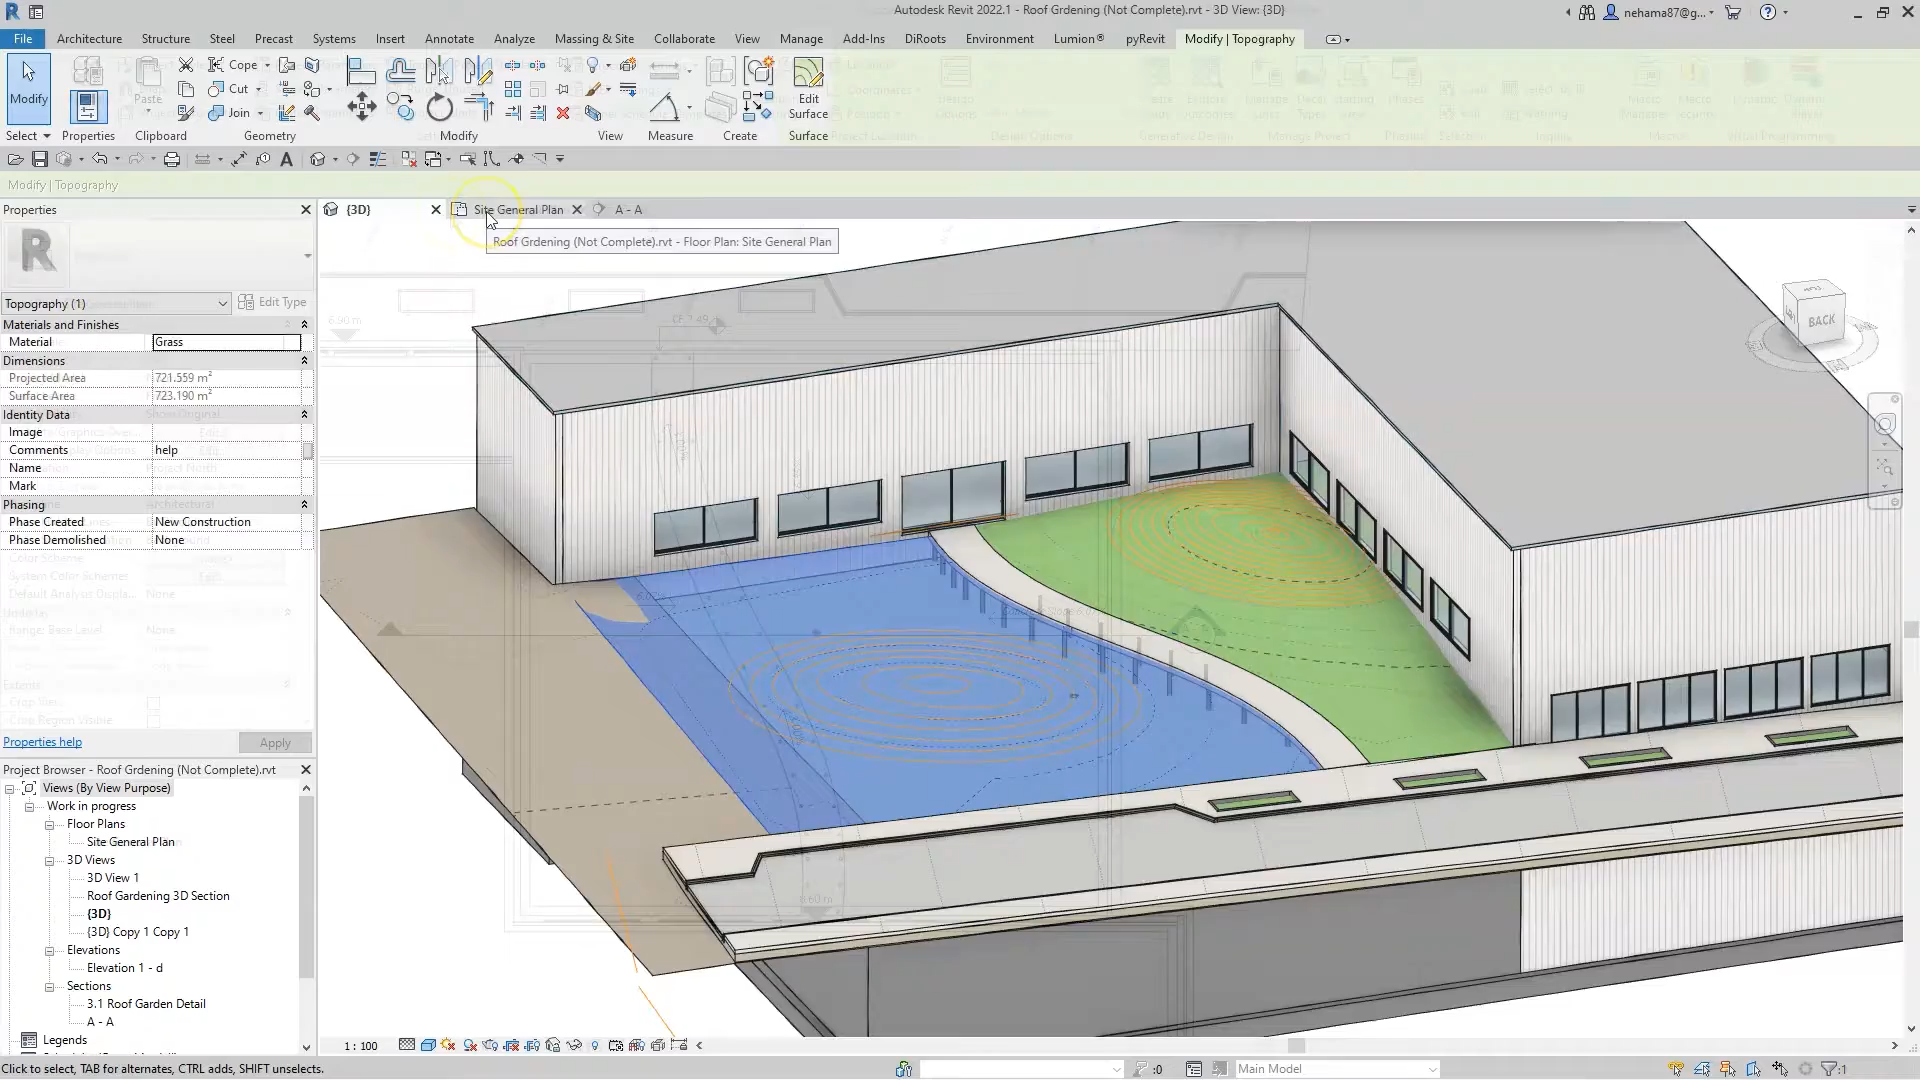 Autodesk Revit 2022.1 - Roof Grdening (Not Complete).rvt - 3D View: {3D}
nehama87@g...
File Architecture Structure Steel Precast Systems Insert Annotate Analyze Massing & Site Collaborate View Manage Add-Ins DiRoots Environment Lumion® pyRevit Modify | Topography
Cope
Cut
Join
Modify
Paste
Edit
Surface
Select Properties Clipboard Geometry Modify View Measure Create Surface
Modify | Topography
Properties
{3D}
Site General Plan
A - A
Roof Grdening (Not Complete).rvt - Floor Plan: Site General Plan
Topography (1)
Edit Type
Materials and Finishes
Material Grass
Dimensions
Projected Area 721.559 m²
Surface Area 723.190 m²
Identity Data
Image
Comments help
Name
Mark
Phasing
Phase Created New Construction
Phase Demolished None
Properties help
Apply
BACK
Project Browser - Roof Grdening (Not Complete).rvt
Views (By View Purpose)
Work in progress
Floor Plans
Site General Plan
3D Views
3D View 1
Roof Gardening 3D Section
{3D}
{3D} Copy 1 Copy 1
Elevations
Elevation 1 - d
Sections
3.1 Roof Garden Detail
A - A
Legends
1 : 100
Click to select, TAB for alternates, CTRL adds, SHIFT unselects.
:0
Main Model
:1